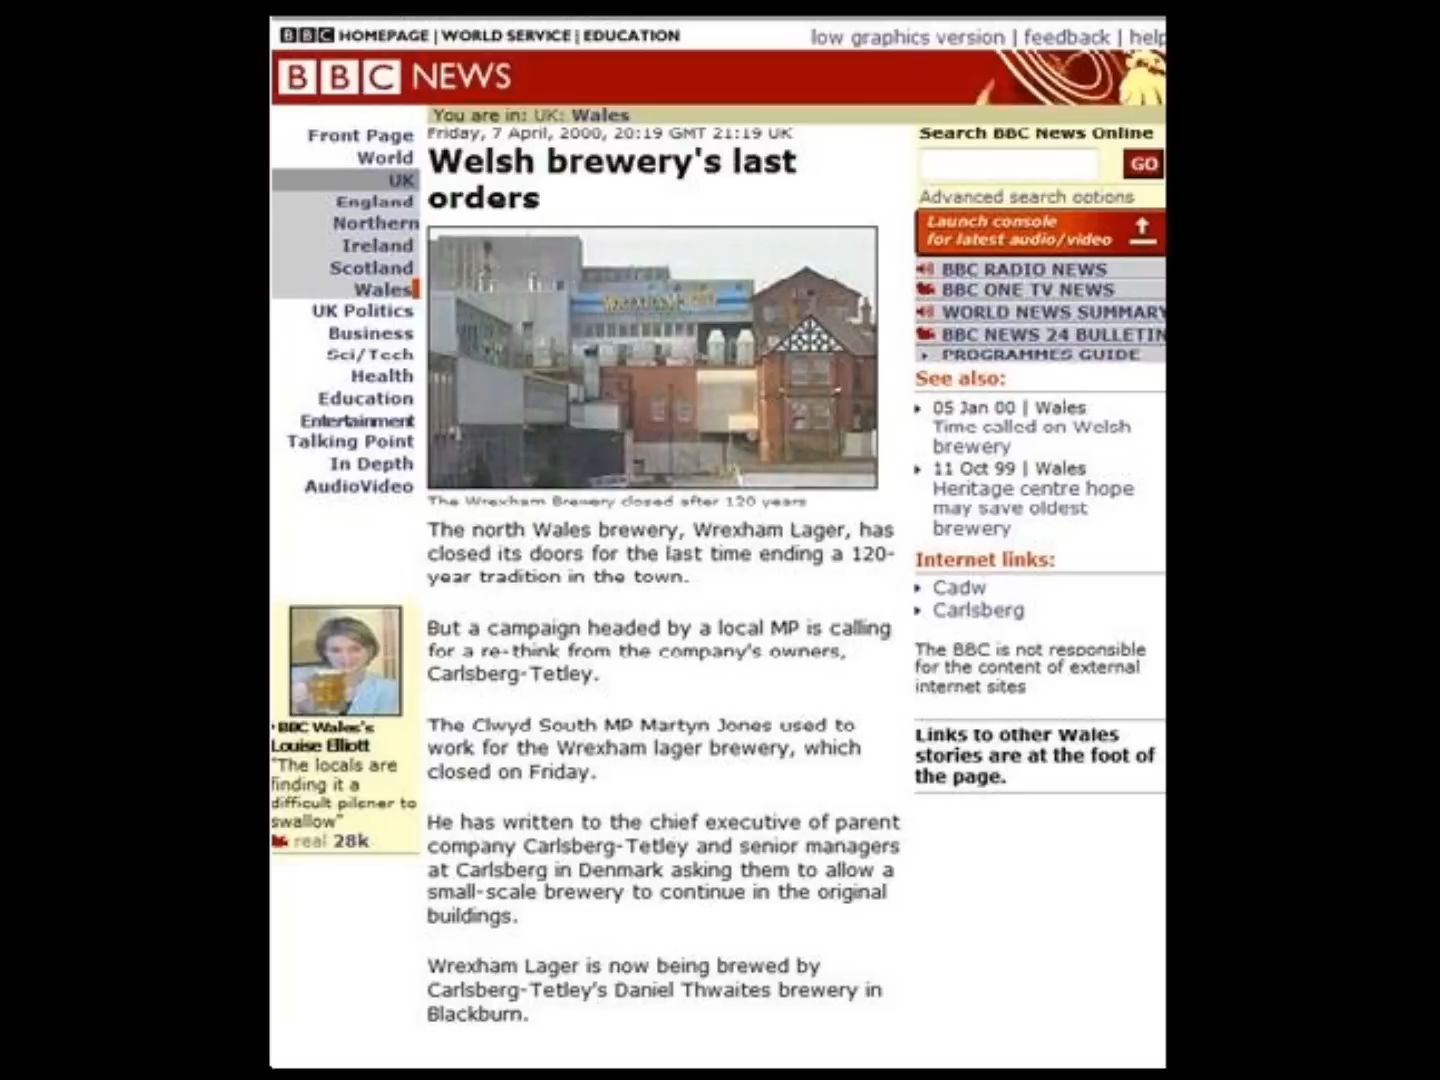 BBC HOMEPAGE | WORLD SERVICE | EDUCATION
low graphics version | feedback | help
BBC NEWS
You are in: UK: Wales
Front Page
World
UK
England
Northern
Ireland
Scotland
Wales
UK Politics
Business
Sci/Tech
Health
Education
Entertainment
Talking Point
In Depth
AudioVideo
• BBC Wales's
Louise Elliott
"The locals are
finding it a
difficult pilsner to
swallow"
real 28k
Friday, 7 April, 2000, 20:19 GMT 21:19 UK
Welsh brewery's last
orders
WREXHAM
The Wrexham Brewery closed after 120 years
The north Wales brewery, Wrexham Lager, has
closed its doors for the last time ending a 120-
year tradition in the town.
But a campaign headed by a local MP is calling
for a re-think from the company's owners,
Carlsberg-Tetley.
The Clwyd South MP Martyn Jones used to
work for the Wrexham lager brewery, which
closed on Friday.
He has written to the chief executive of parent
company Carlsberg-Tetley and senior managers
at Carlsberg in Denmark asking them to allow a
small-scale brewery to continue in the original
buildings.
Wrexham Lager is now being brewed by
Carlsberg-Tetley's Daniel Thwaites brewery in
Blackburn.
Search BBC News Online
GO
Advanced search options
Launch console
for latest audio/video
BBC RADIO NEWS
BBC ONE TV NEWS
WORLD NEWS SUMMARY
BBC NEWS 24 BULLETIN
PROGRAMMES GUIDE
See also:
05 Jan 00 | Wales
Time called on Welsh
brewery
11 Oct 99 | Wales
Heritage centre hope
may save oldest
brewery
Internet links:
Cadw
Carlsberg
The BBC is not responsible
for the content of external
internet sites
Links to other Wales
stories are at the foot of
the page.